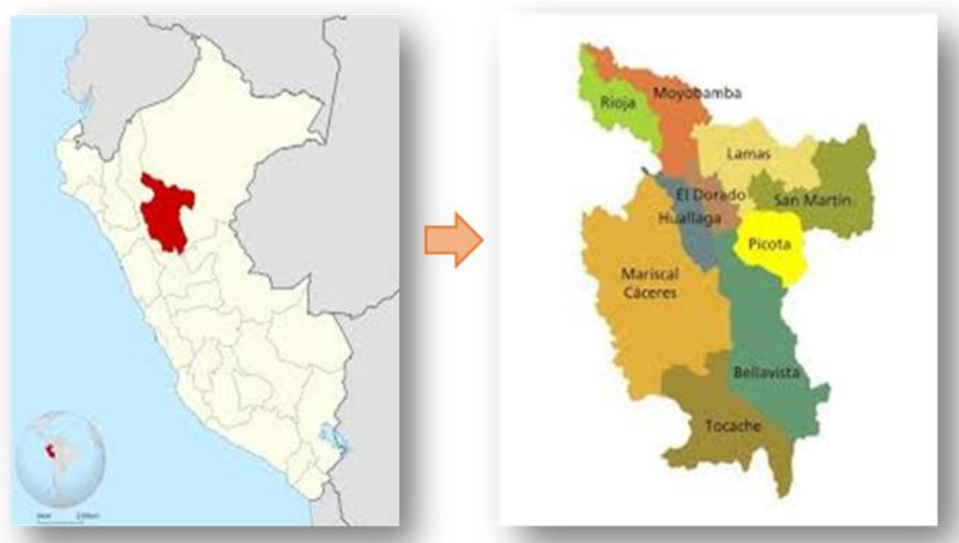 Rioja
Moyobamba
Lamas
El Dorado
San Martín
Huallaga
Picota
Mariscal
Cáceres
Bellavista
Tocache